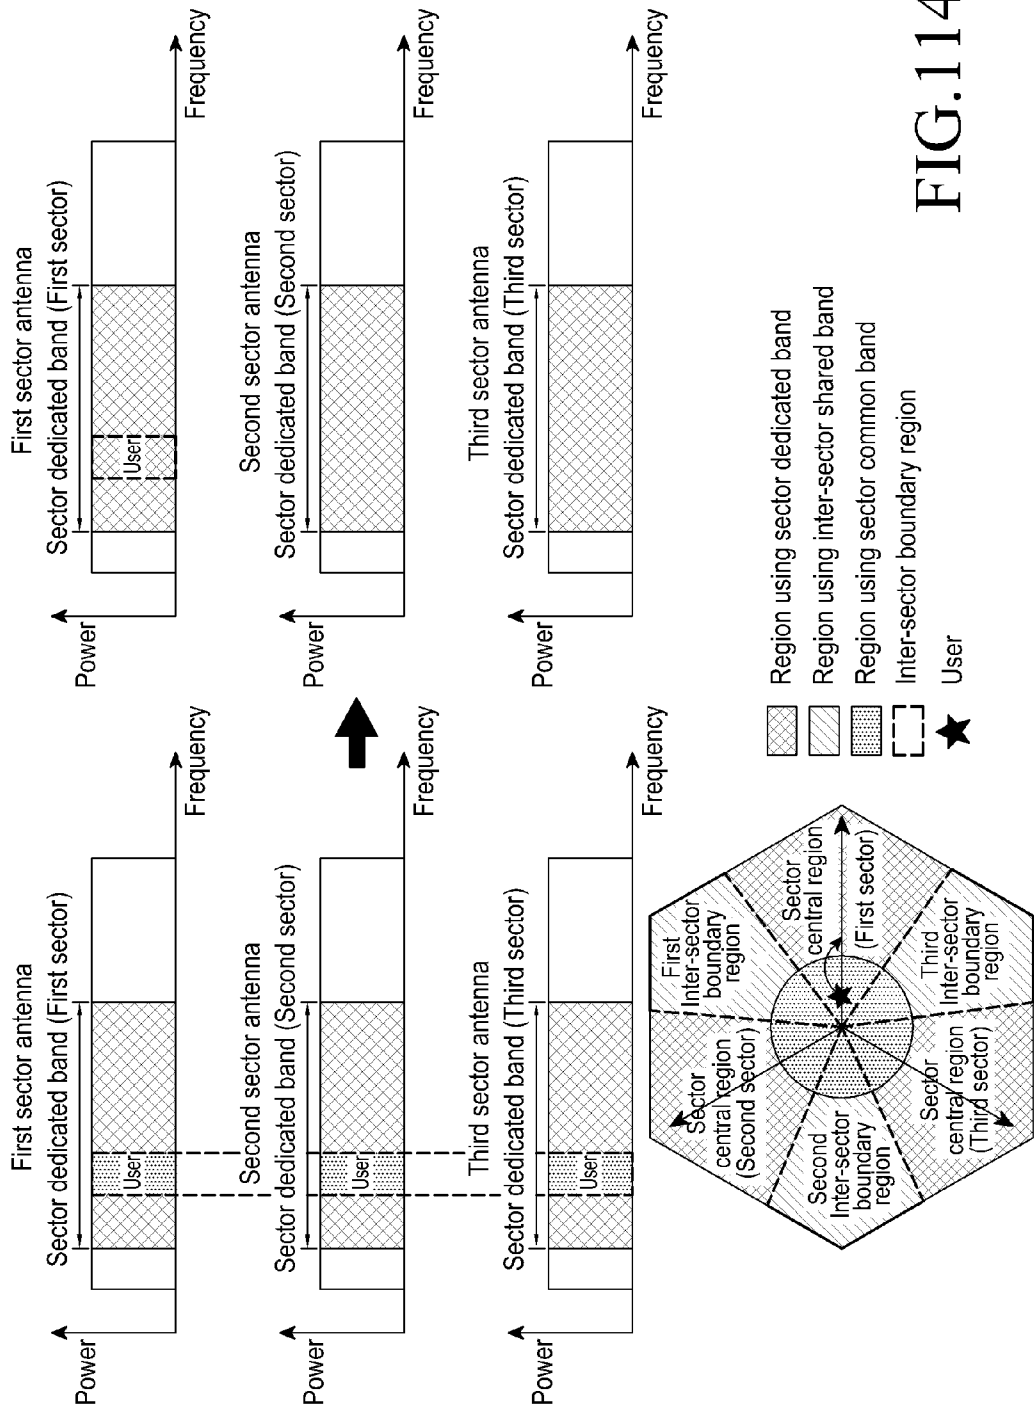 First sector antenna
Sector dedicated band (First sector)
Power
User
Frequency
Second sector antenna
Sector dedicated band (Second sector)
Power
User
Frequency
Third sector antenna
Sector dedicated band (Third sector)
Power
User
Frequency
First sector antenna
Sector dedicated band (First sector)
Power
User
Frequency
Second sector antenna
Sector dedicated band (Second sector)
Power
Frequency
Third sector antenna
Sector dedicated band (Third sector)
Power
Frequency
First
Inter-sector
boundary
region
Sector
central region
(Second sector)
Sector
central region
(First sector)
Second
Inter-sector
boundary
region
Sector
central region
(Third sector)
Third
Inter-sector
boundary
region
Region using sector dedicated band
Region using inter-sector shared band
Region using sector common band
Inter-sector boundary region
User
FIG.114